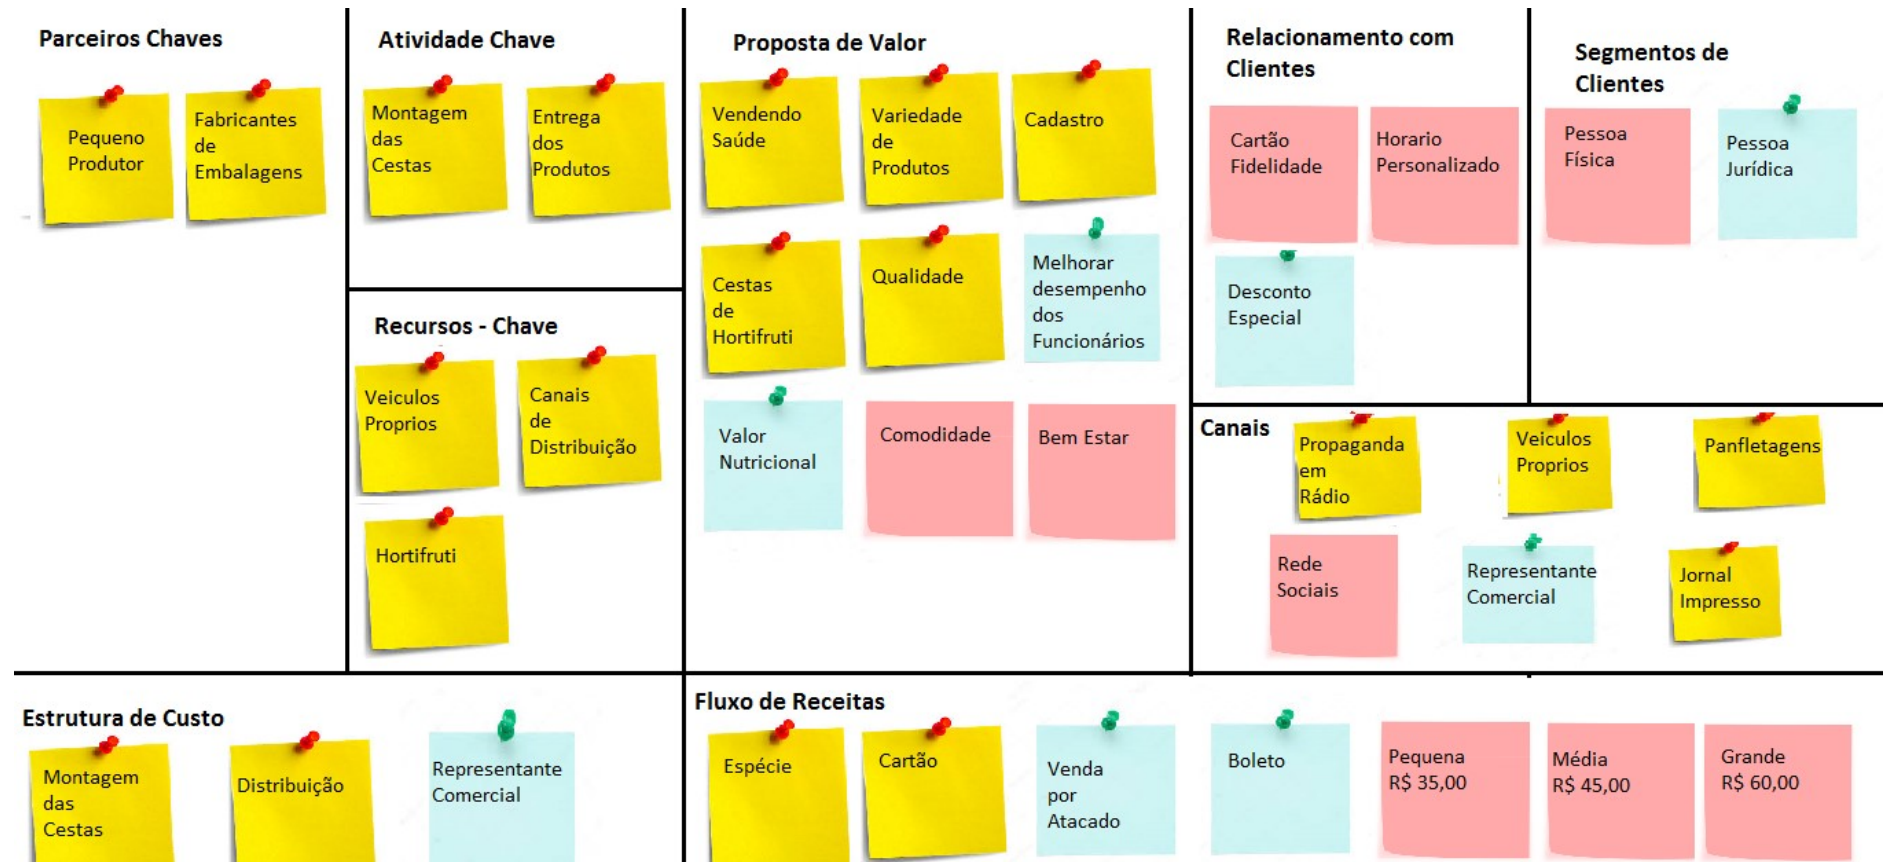 Parceiros Chaves
Pequeno
Produtor
Fabricantes
de
Embalagens
Atividade Chave
Montagem
das
Cestas
Entrega
dos
Produtos
Recursos - Chave
Veiculos
Proprios
Canais
de
Distribuição
Hortifruti
Proposta de Valor
Vendendo
Saúde
Variedade
de
Produtos
Cadastro
Cestas
de
Hortifruti
Qualidade
Melhorar
desempenho
dos
Funcionários
Valor
Nutricional
Comodidade
Bem Estar
Relacionamento com
Clientes
Cartão
Fidelidade
Horario
Personalizado
Desconto
Especial
Segmentos de
Clientes
Pessoa
Física
Pessoa
Jurídica
Canais
Propaganda
em
Rádio
Veiculos
Proprios
Panfletagens
Rede
Sociais
Representante
Comercial
Jornal
Impresso
Estrutura de Custo
Montagem
das
Cestas
Distribuição
Representante
Comercial
Fluxo de Receitas
Espécie
Cartão
Venda
por
Atacado
Boleto
Pequena
R$ 35,00
Média
R$ 45,00
Grande
R$ 60,00